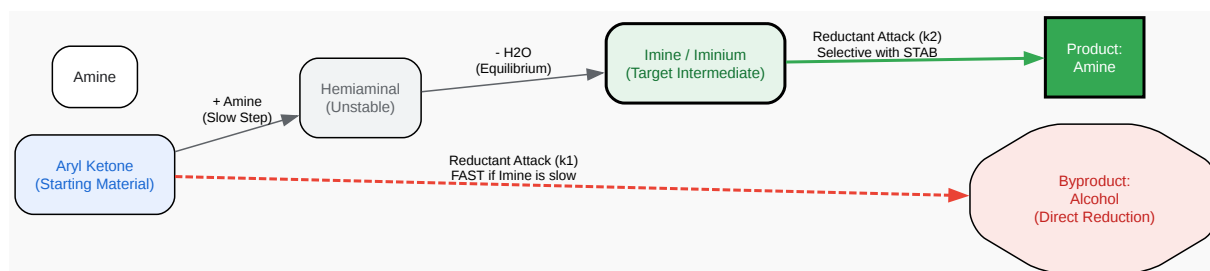 Amine
+ Amine
(Slow Step)
Aryl Ketone
(Starting Material)
Hemiaminal
(Unstable)
- H2O
(Equilibrium)
Imine / Iminium
(Target Intermediate)
Reductant Attack (k2)
Selective with STAB
Product:
Amine
Reductant Attack (k1)
FAST if Imine is slow
Byproduct:
Alcohol
(Direct Reduction)